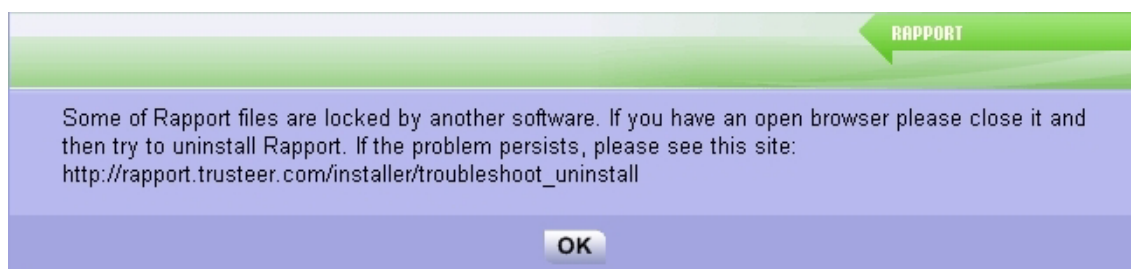 RAPPORT
Some of Rapport files are locked by another software. If you have an open browser please close it and
then try to uninstall Rapport. If the problem persists, please see this site:
http://rapport.trusteer.com/installer/troubleshoot_uninstall
OK